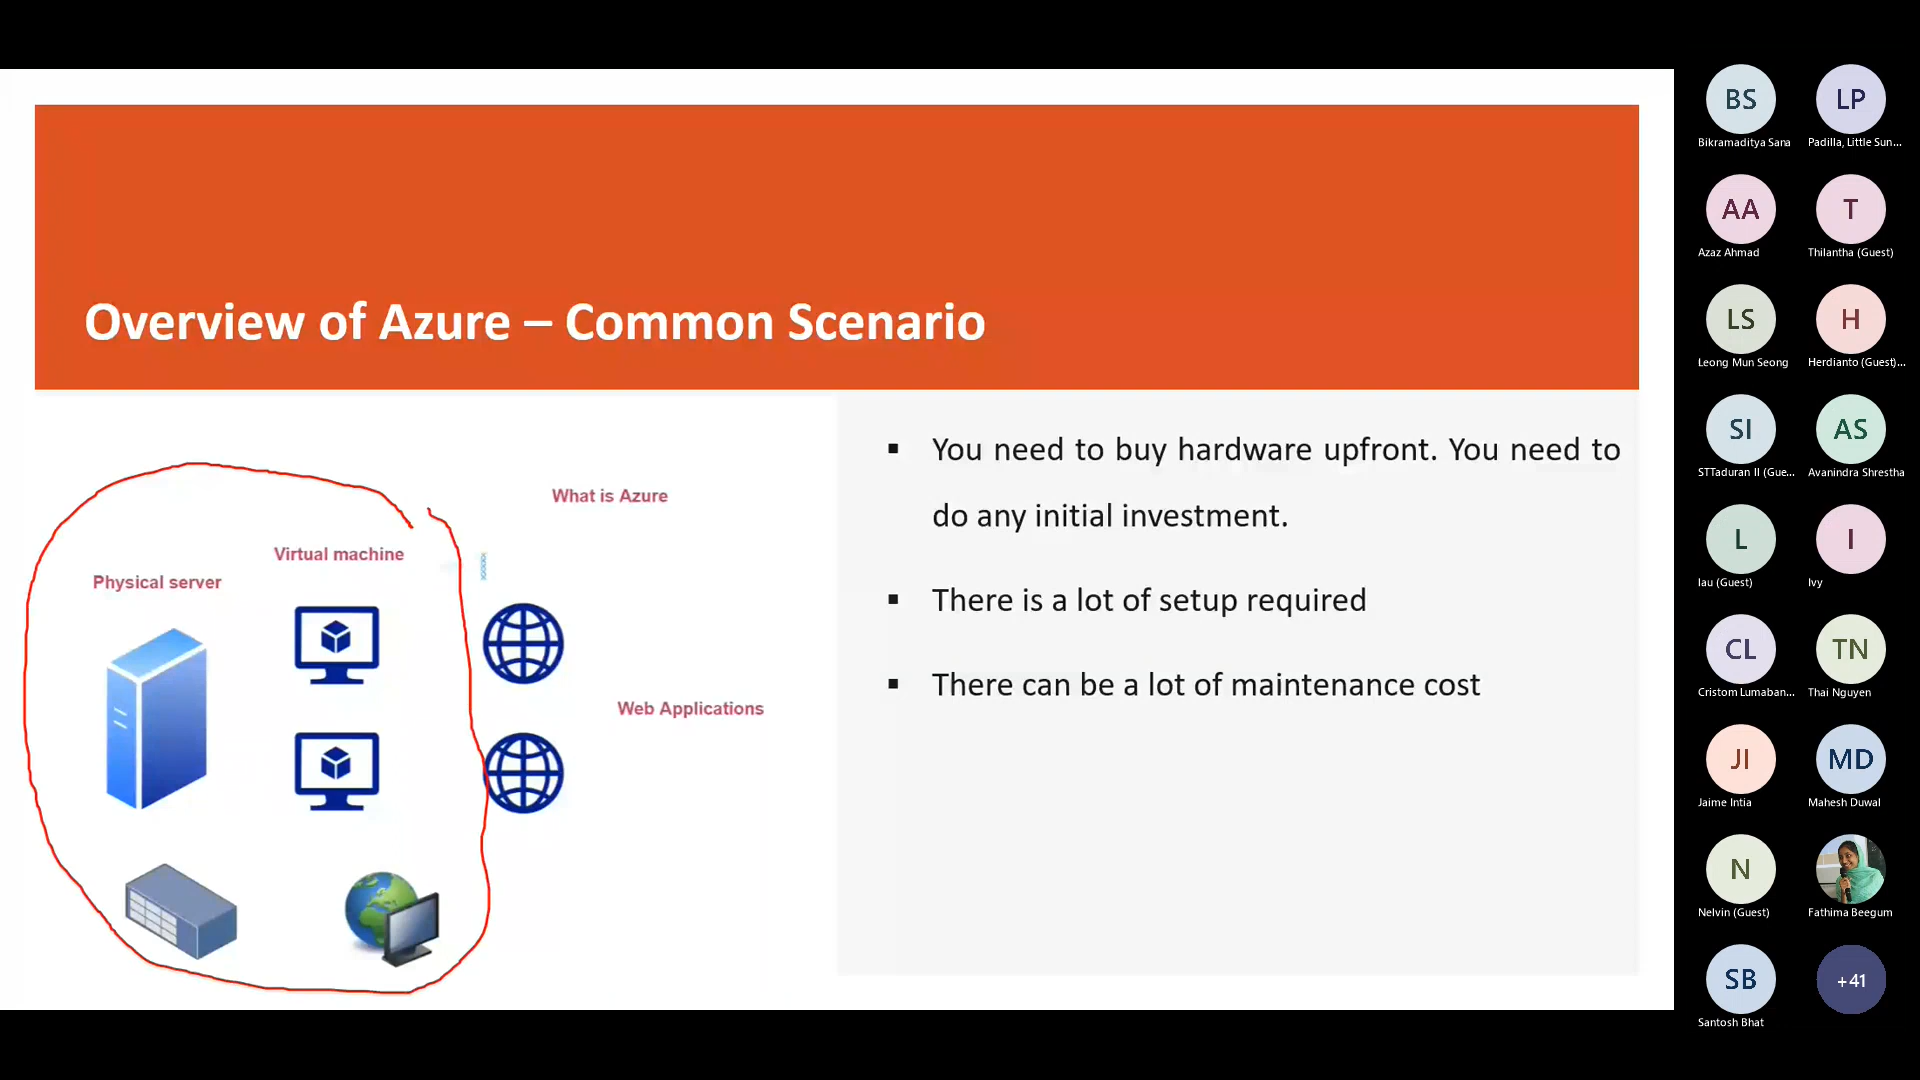 Overview of Azure – Common Scenario
What is Azure
Virtual machine
Physical server
Web Applications
▪ You need to buy hardware upfront. You need to
do any initial investment.
▪ There is a lot of setup required
▪ There can be a lot of maintenance cost
BS
Bikramaditya Sana
LP
Padilla, Little Sun...
AA
Azaz Ahmad
T
Thilantha (Guest)
LS
Leong Mun Seong
H
Herdianto (Guest)...
SI
STTaduran II (Gue...
AS
Avanindra Shrestha
L
lau (Guest)
I
Ivy
CL
Cristom Lumaban...
TN
Thai Nguyen
JI
Jaime Intia
MD
Mahesh Duwal
N
Nelvin (Guest)
Fathima Beegum
SB
Santosh Bhat
+41